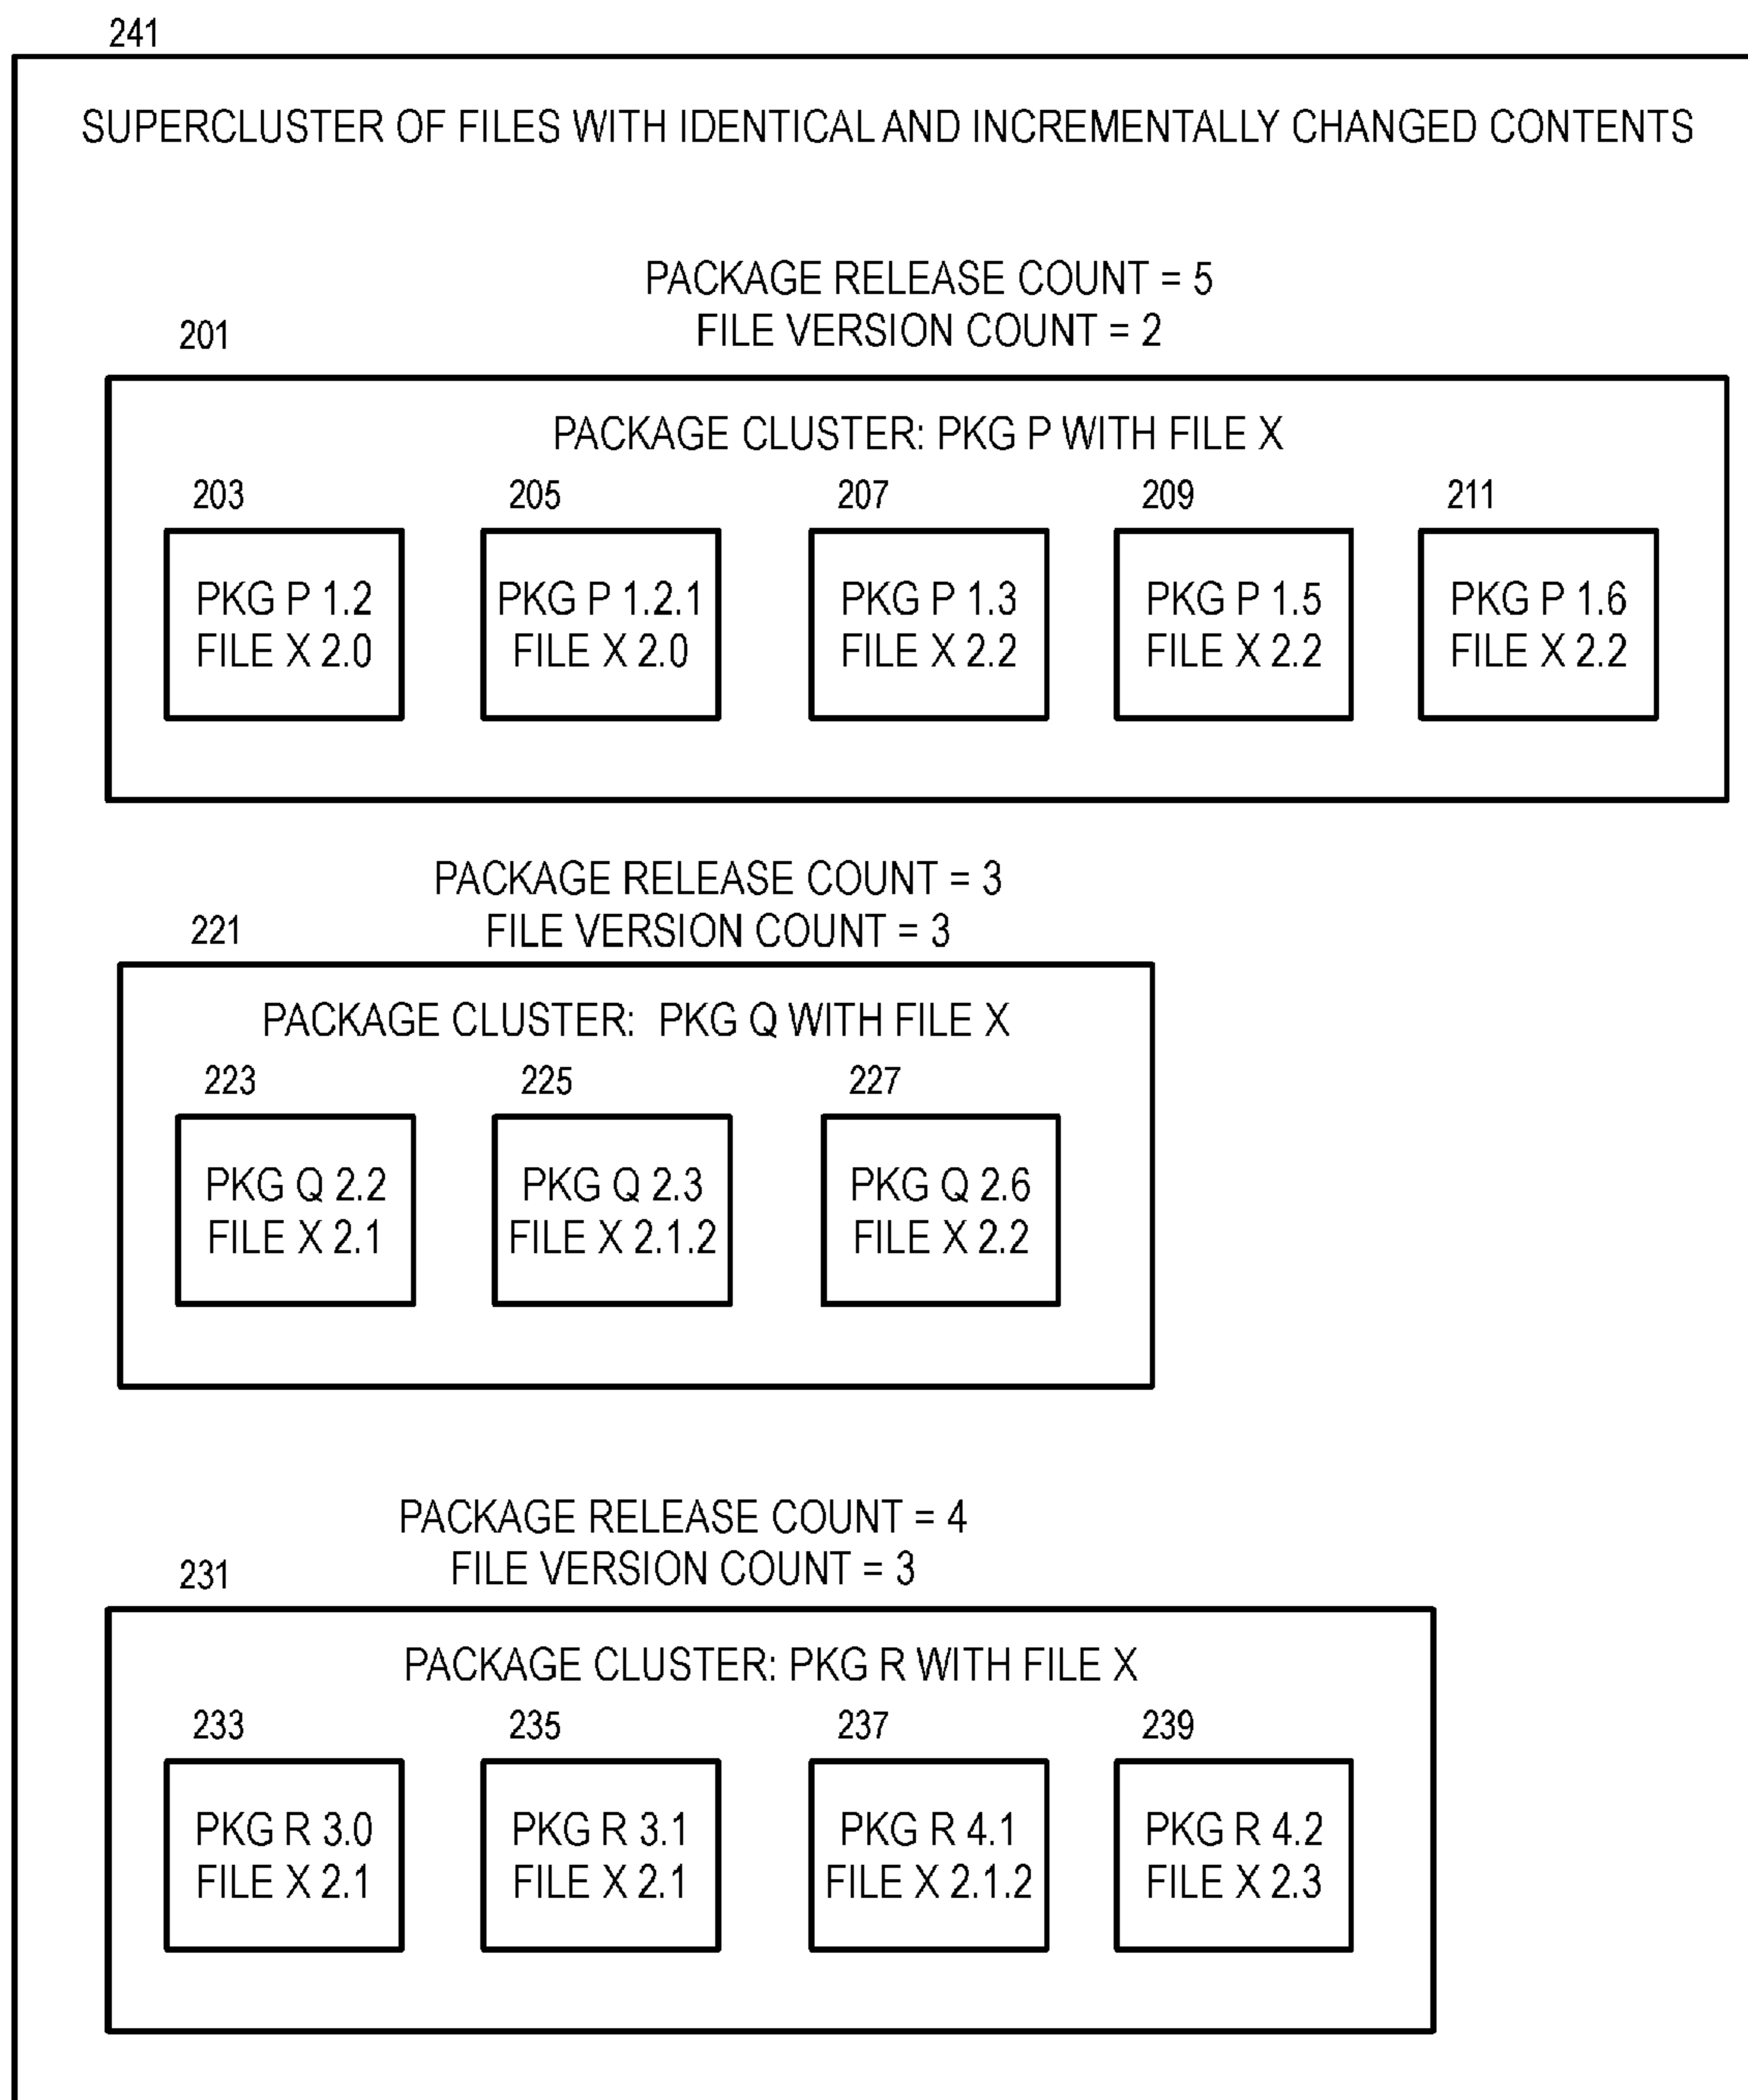 241
SUPERCLUSTER OF FILES WITH IDENTICAL AND INCREMENTALLY CHANGED CONTENTS
PACKAGE RELEASE COUNT = 5
FILE VERSION COUNT = 2
201
PACKAGE CLUSTER: PKG P WITH FILE X
203
PKG P 1.2
FILE X 2.0
205
PKG P 1.2.1
FILE X 2.0
207
PKG P 1.3
FILE X 2.2
209
PKG P 1.5
FILE X 2.2
211
PKG P 1.6
FILE X 2.2
PACKAGE RELEASE COUNT = 3
FILE VERSION COUNT = 3
221
PACKAGE CLUSTER: PKG Q WITH FILE X
223
PKG Q 2.2
FILE X 2.1
225
PKG Q 2.3
FILE X 2.1.2
227
PKG Q 2.6
FILE X 2.2
PACKAGE RELEASE COUNT = 4
FILE VERSION COUNT = 3
231
PACKAGE CLUSTER: PKG R WITH FILE X
233
PKG R 3.0
FILE X 2.1
235
PKG R 3.1
FILE X 2.1
237
PKG R 4.1
FILE X 2.1.2
239
PKG R 4.2
FILE X 2.3